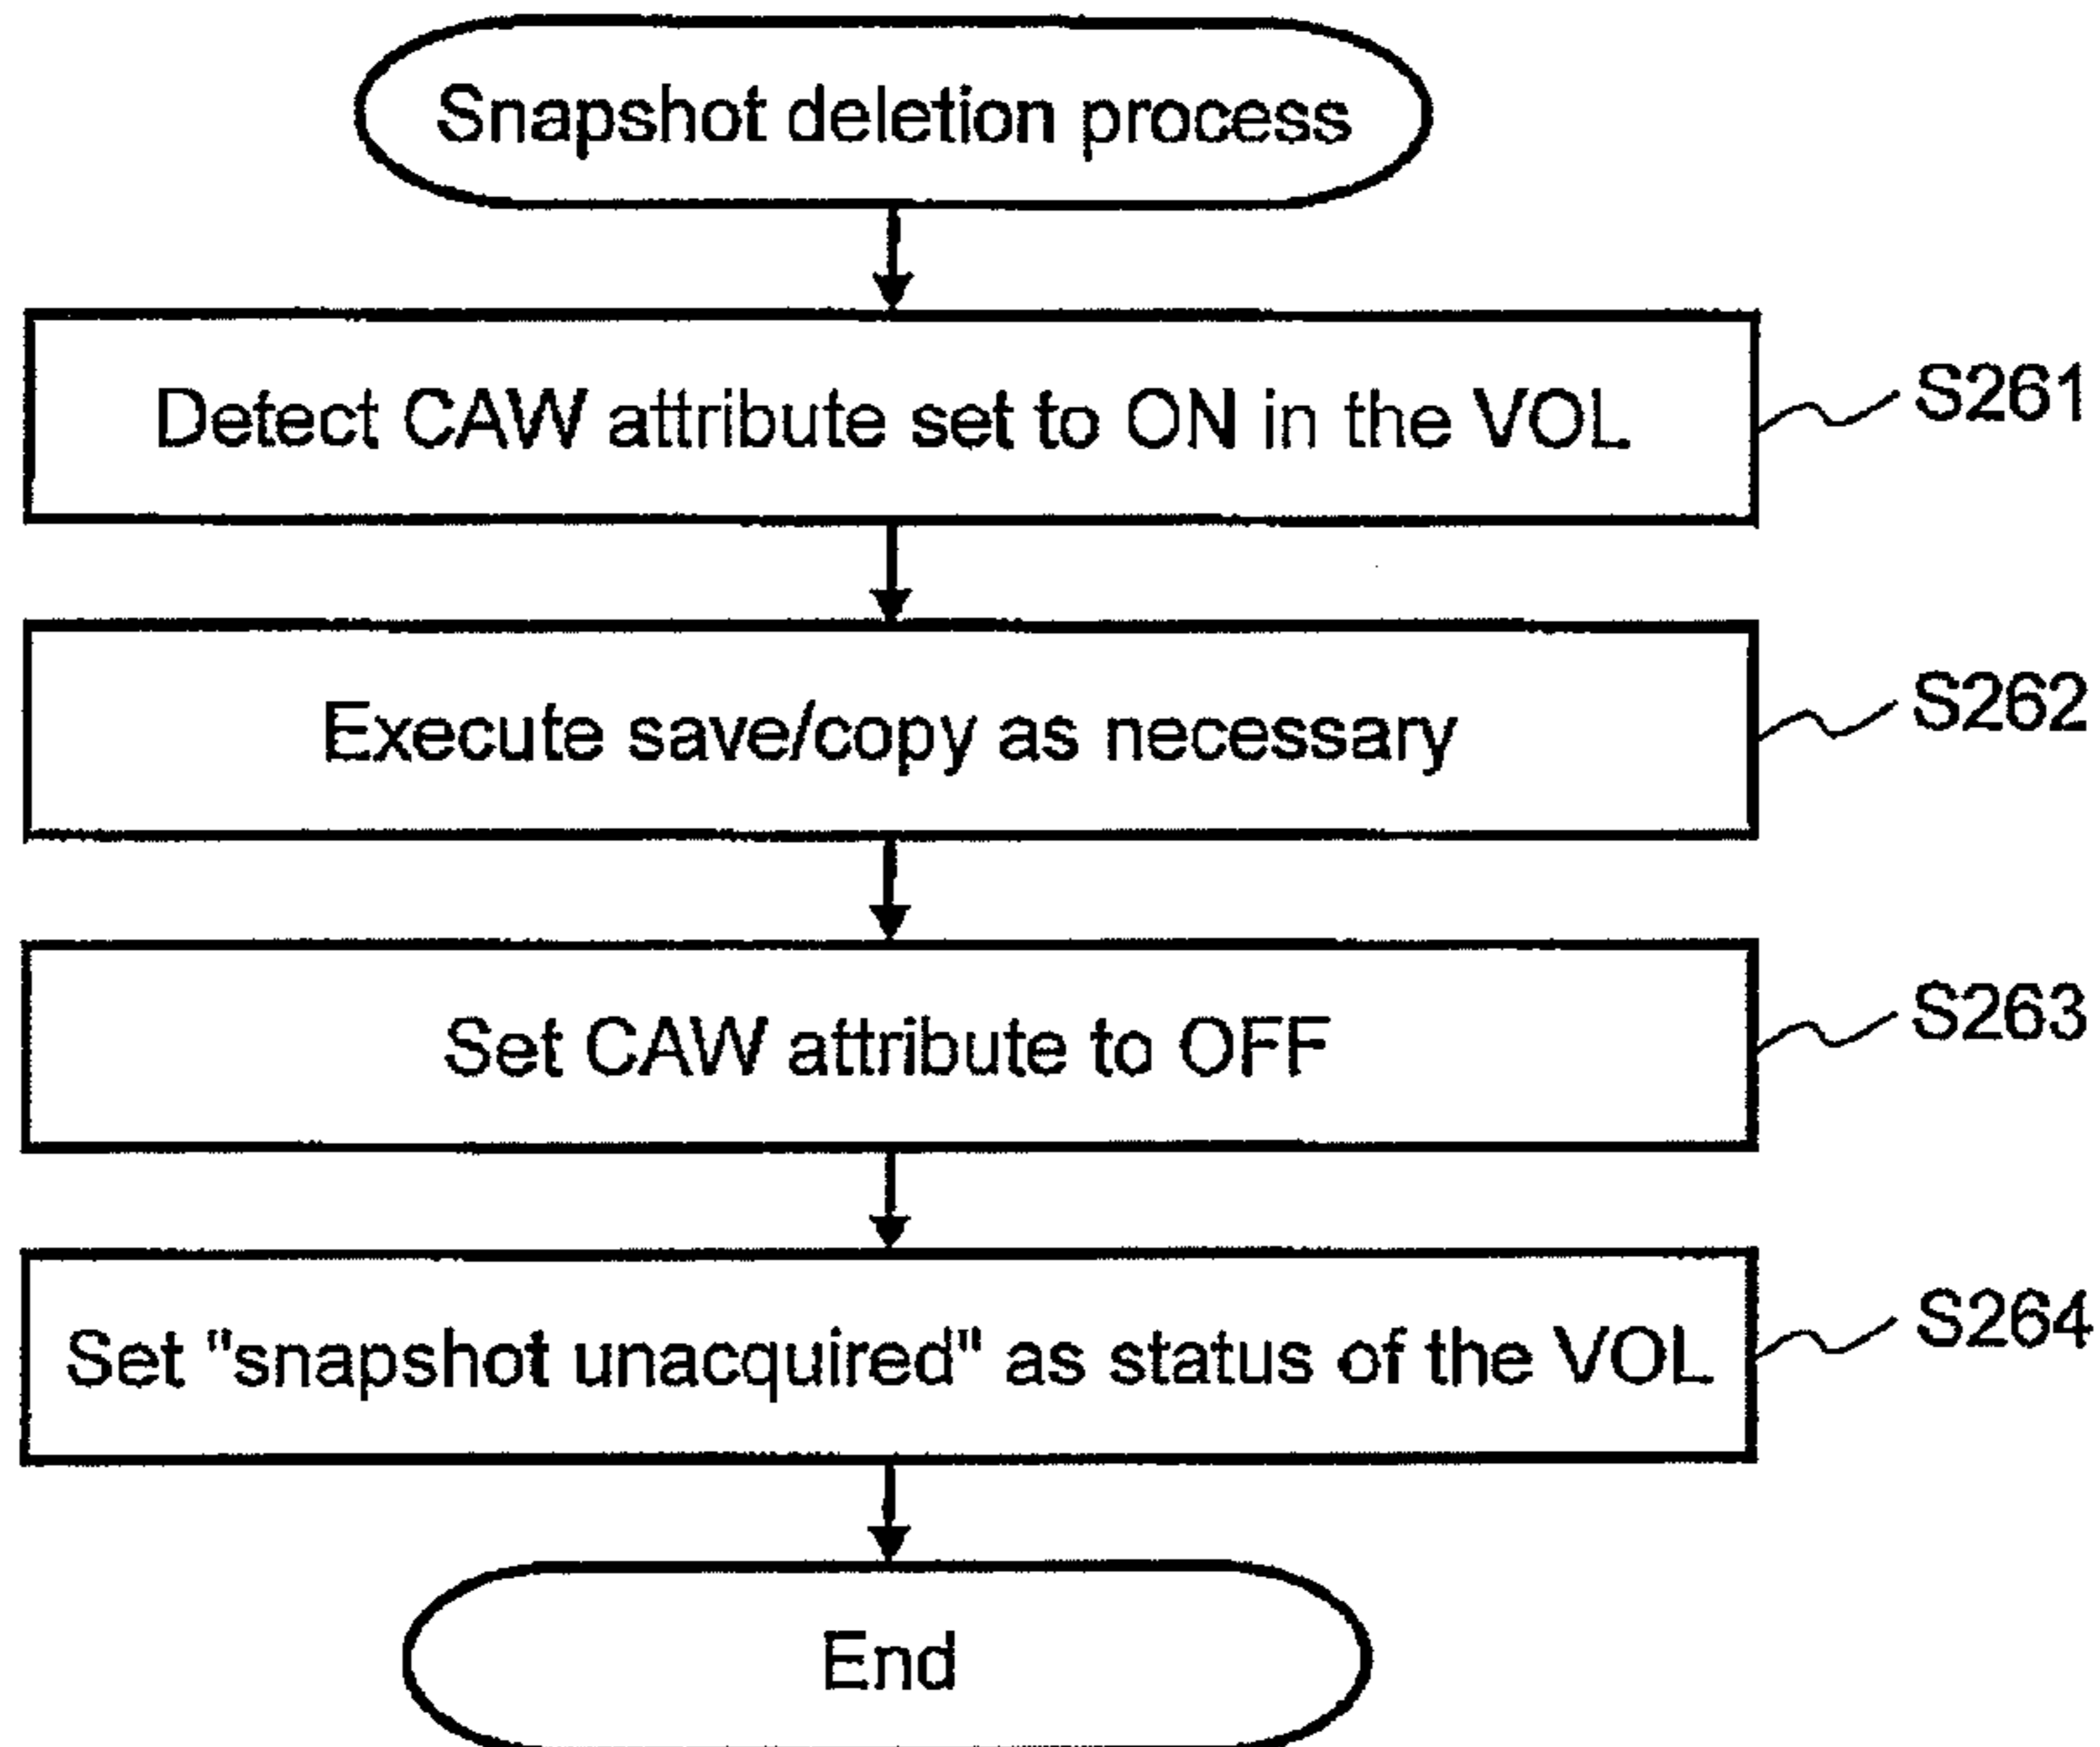 Snapshot deletion process
Detect CAW attribute set to ON in the VOL
S261
Execute save/copy as necessary
S262
Set CAW attribute to OFF
S263
Set "snapshot unacquired" as status of the VOL
S264
End